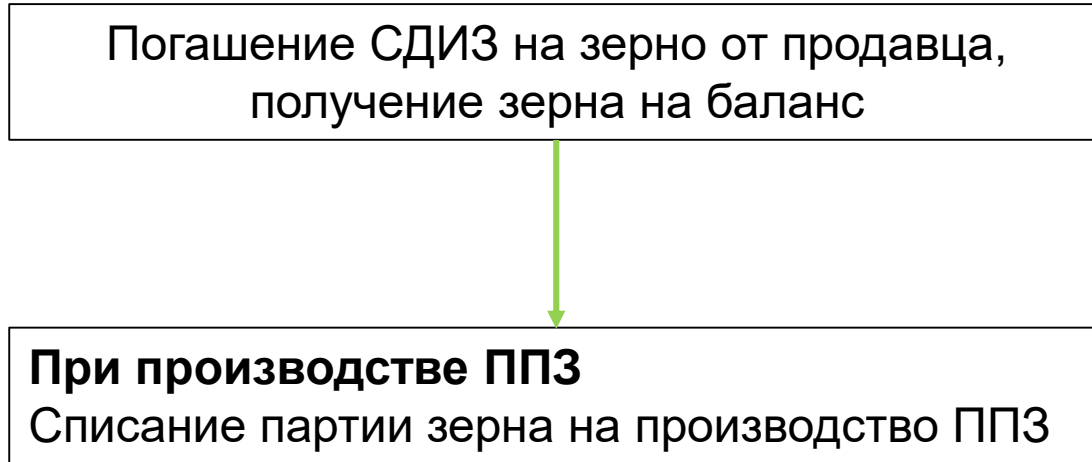 Погашение СДИЗ на зерно от продавца,
получение зерна на баланс
При производстве ППЗ
Списание партии зерна на производство ППЗ